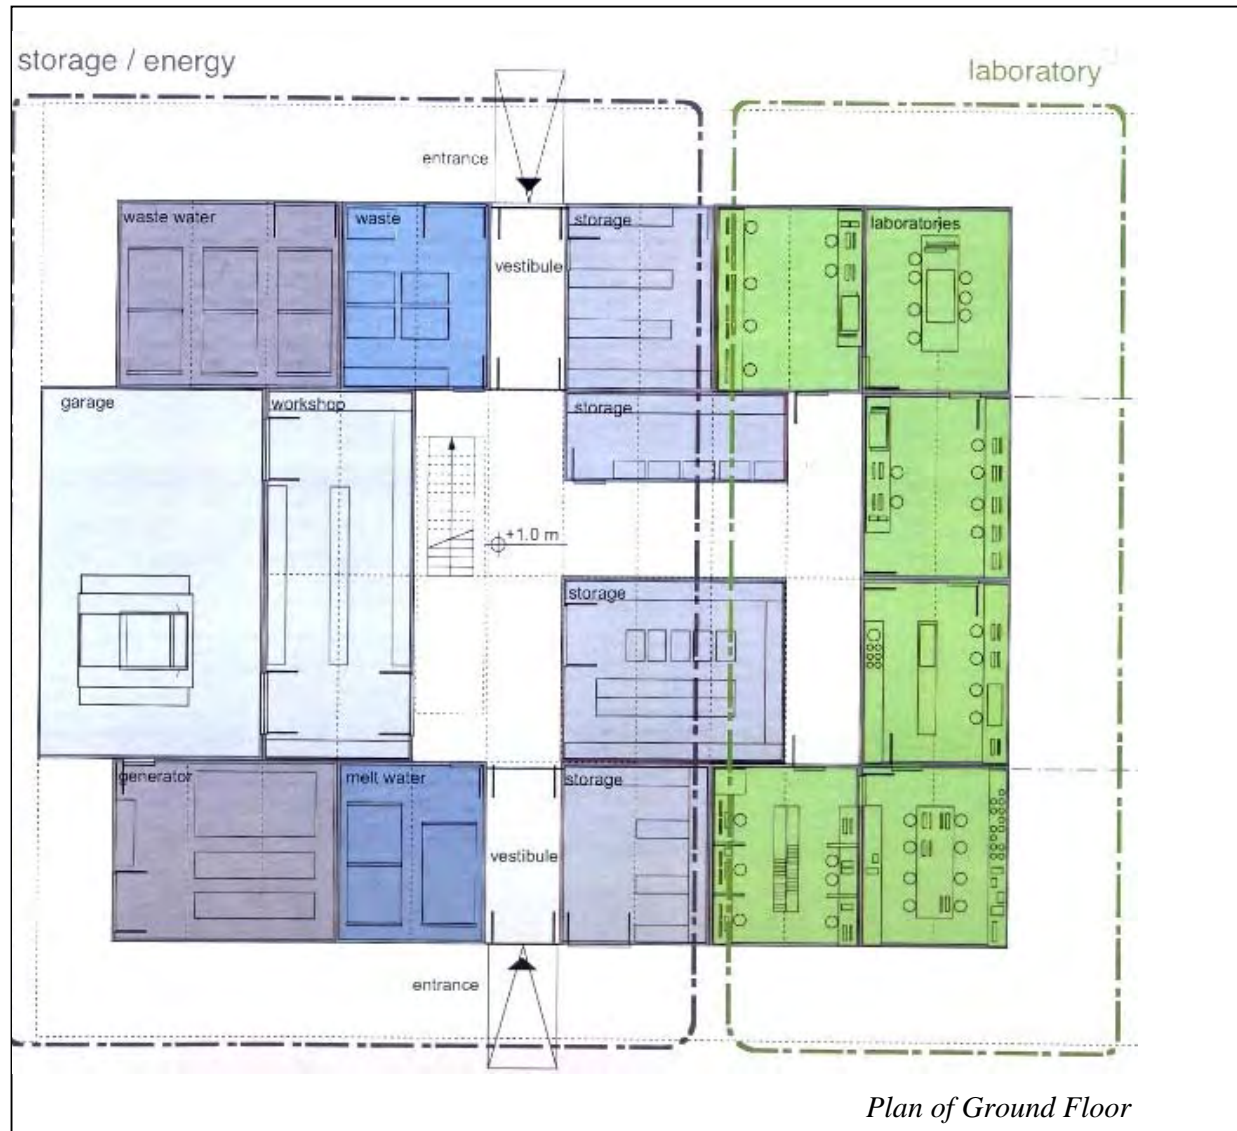 storage / energy
laboratory
entrance
waste water
waste
storage
laboratories
vestibule
garage
workshop
storage
+1.0 m
storage
generator
melt water
storage
vestibule
entrance
Plan of Ground Floor